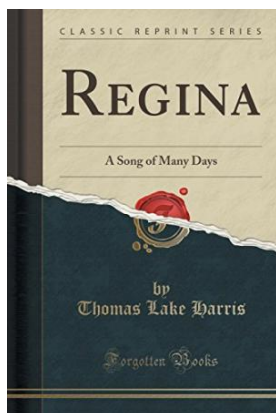 CLASSIC REPRINT SERIES
REGINA
A Song of Many Days
by
Thomas Lake Harris
Forgotten Books